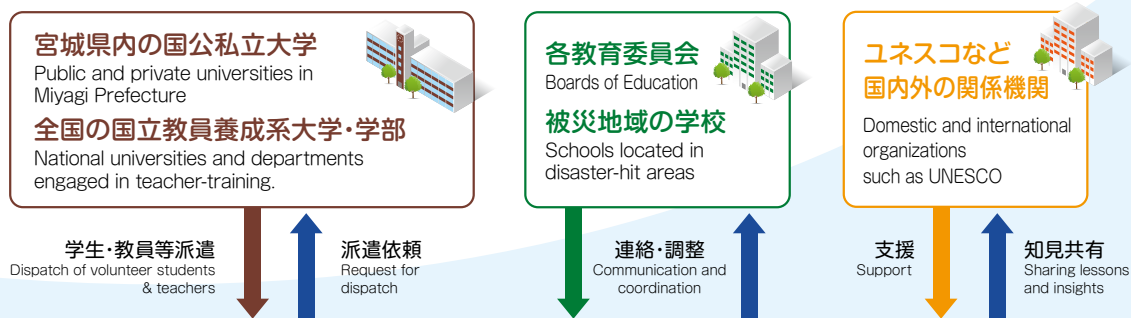 宮城県内の国公私立大学
Public and private universities in
Miyagi Prefecture
全国の国立教員養成系大学・学部
National universities and departments
engaged in teacher-training.
各教育委員会
Boards of Education
被災地域の学校
Schools located in
disaster-hit areas
ユネスコなど
国内外の関係機関
Domestic and international
organizations
such as UNESCO
学生・教員等派遣
Dispatch of volunteer students
& teachers
派遣依頼
Request for
dispatch
連絡・調整
Communication and
coordination
支援
Support
知見共有
Sharing lessons
and insights